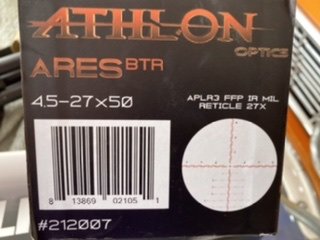 ATHLON
OPTICS
ARES BTR
4.5-27x50
APLR3 FFP IR MIL
RETICLE 27X
8 13869 02105 1
#212007